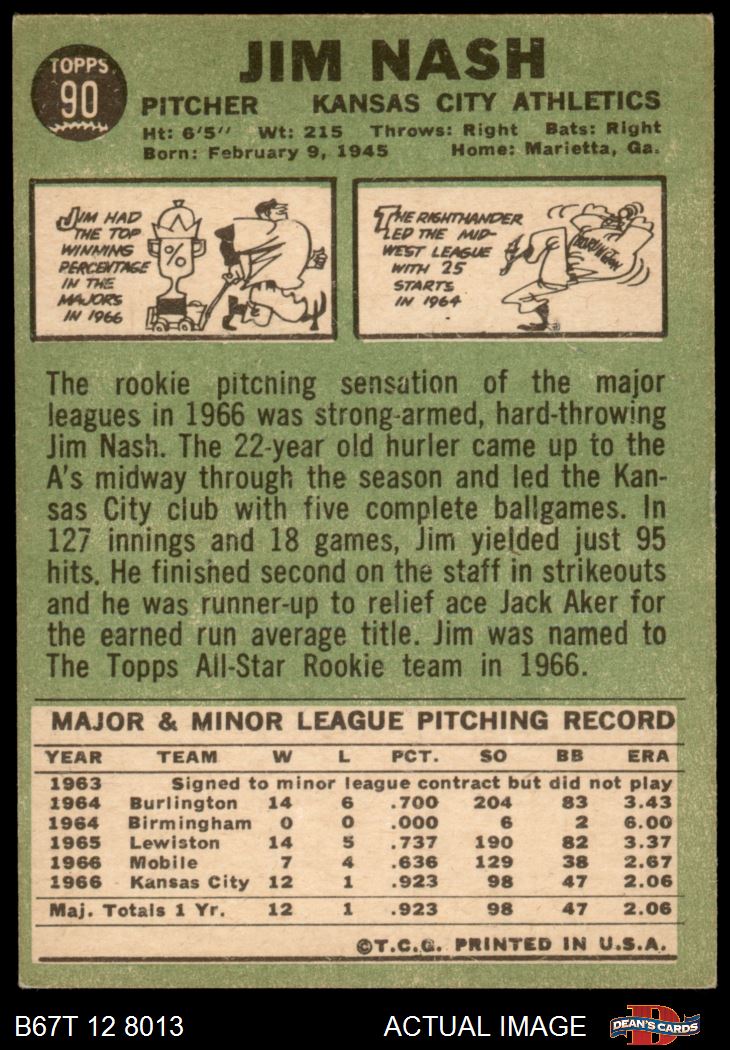 TOPPS
90
JIM NASH
PITCHER KANSAS CITY ATHLETICS
Ht: 6'5" Wt: 215 Throws: Right Bats: Right
Born: February 9, 1945 Home: Marietta, Ga.
JIM HAD
THE TOP
WINNING
PERCENTAGE
IN THE
MAJORS
IN 1966
%
THE RIGHTHANDER
LED THE MID-
WEST LEAGUE
WITH 25
STARTS
IN 1964
The rookie pitching sensation of the major
leagues in 1966 was strong-armed, hard-throwing
Jim Nash. The 22-year old hurler came up to the
A's midway through the season and led the Kan-
sas City club with five complete ballgames. In
127 innings and 18 games, Jim yielded just 95
hits. He finished second on the staff in strikeouts
and he was runner-up to relief ace Jack Aker for
the earned run average title. Jim was named to
The Topps All-Star Rookie team in 1966.
MAJOR & MINOR LEAGUE PITCHING RECORD
YEAR TEAM W L PCT. SO BB ERA
1963 Signed to minor league contract but did not play
1964 Burlington 14 6 .700 204 83 3.43
1964 Birmingham 0 0 .000 6 2 6.00
1965 Lewiston 14 5 .737 190 82 3.37
1966 Mobile 7 4 .636 129 38 2.67
1966 Kansas City 12 1 .923 98 47 2.06
Maj. Totals 1 Yr. 12 1 .923 98 47 2.06
©T.C.G. PRINTED IN U.S.A.
B67T 12 8013 ACTUAL IMAGE
D
DEAN'S CARDS